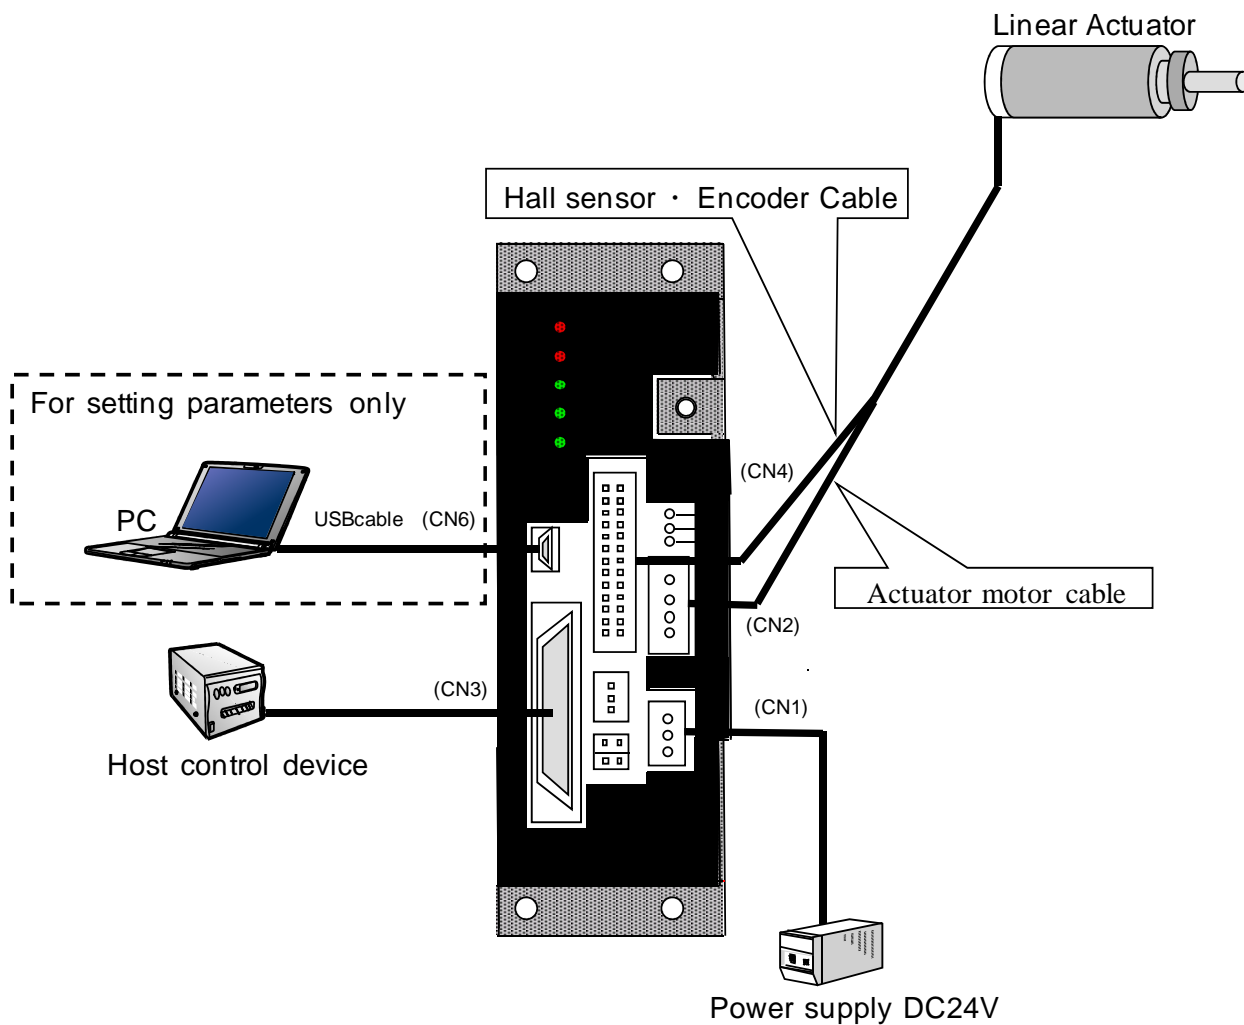 Linear Actuator
Hall sensor・Encoder Cable
For setting parameters only
(CN4)
PC
USBcable (CN6)
Actuator motor cable
(CN2)
(CN3)
(CN1)
Host control device
Power supply DC24V